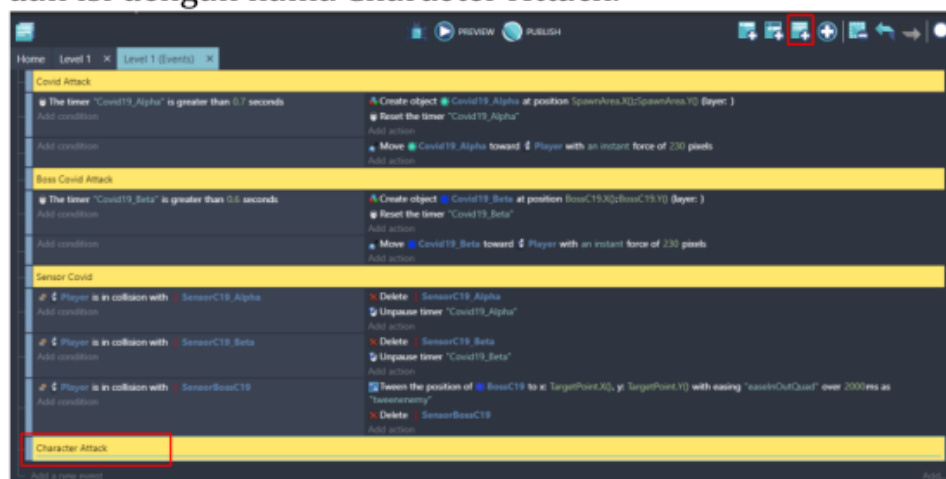 dan isi dengan nama Character Attack.
PREVIEW PUBLISH
Home Level 1 × Level 1 (Events) ×
Covid Attack
The timer "Covid19_Alpha" is greater than 0.7 seconds
Add condition
Create object Covid19_Alpha at position SpawnArea.X();SpawnArea.Y() (layer: )
Reset the timer "Covid19_Alpha"
Add action
Add condition
Move Covid19_Alpha toward Player with an instant force of 230 pixels
Add action
Boss Covid Attack
The timer "Covid19_Beta" is greater than 0.6 seconds
Add condition
Create object Covid19_Beta at position BossC19.X();BossC19.Y() (layer: )
Reset the timer "Covid19_Beta"
Add action
Add condition
Move Covid19_Beta toward Player with an instant force of 230 pixels
Add action
Sensor Covid
Player is in collision with SensorC19_Alpha
Add condition
Delete SensorC19_Alpha
Unpause timer "Covid19_Alpha"
Add action
Player is in collision with SensorC19_Beta
Add condition
Delete SensorC19_Beta
Unpause timer "Covid19_Beta"
Add action
Player is in collision with SensorBossC19
Add condition
Tween the position of BossC19 to x: TargetPoint.X(), y: TargetPoint.Y() with easing "easeInOutQuad" over 2000ms as
"tweenenemy"
Delete SensorBossC19
Add action
Character Attack
Add a new event Add